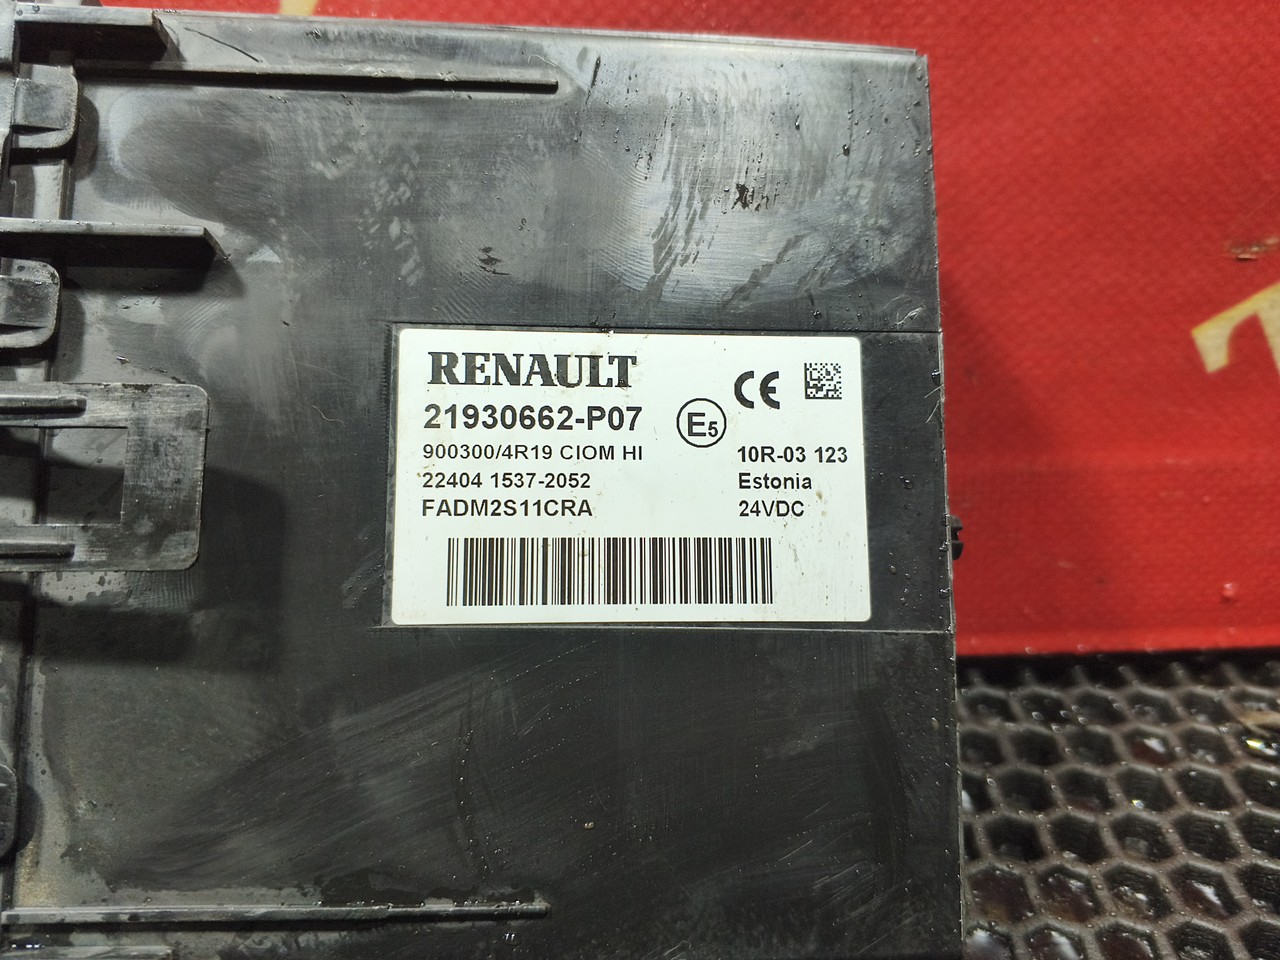 RENAULT
21930662-P07
900300/4R19 CIOM HI
22404 1537-2052
FADM2S11CRA
CE
E5
10R-03 123
Estonia
24VDC